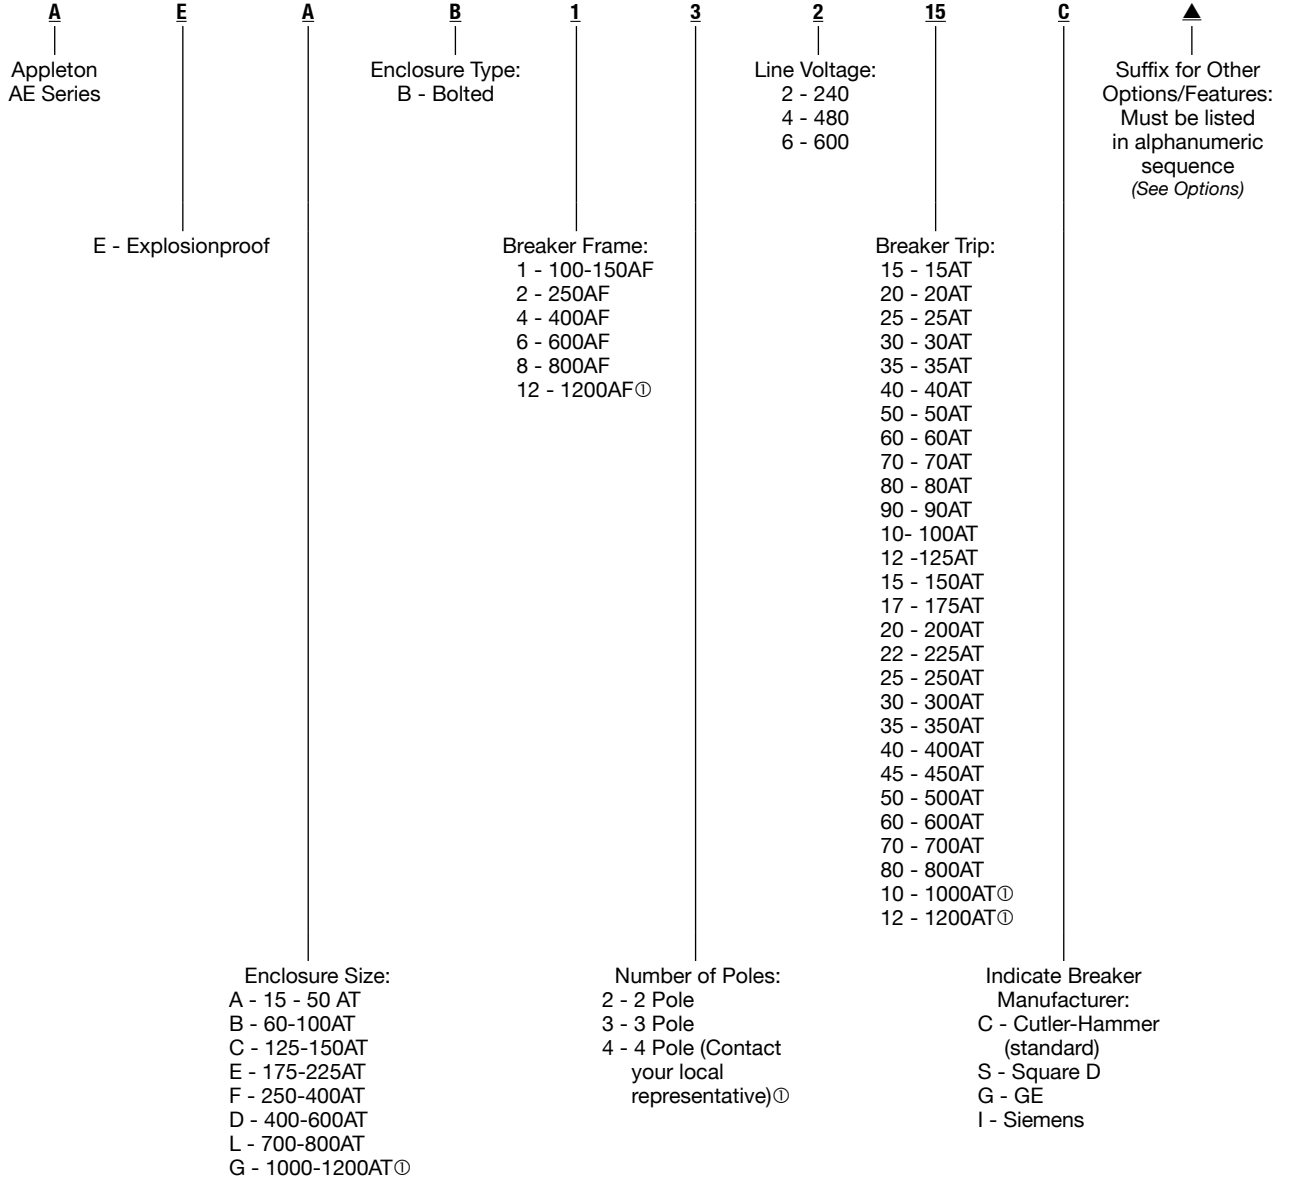 A E A B 1 3 2 15 C ▲
Appleton
AE Series
Enclosure Type:
B - Bolted
Line Voltage:
2 - 240
4 - 480
6 - 600
Suffix for Other
Options/Features:
Must be listed
in alphanumeric
sequence
(See Options)
E - Explosionproof
Breaker Frame:
1 - 100-150AF
2 - 250AF
4 - 400AF
6 - 600AF
8 - 800AF
12 - 1200AF①
Breaker Trip:
15 - 15AT
20 - 20AT
25 - 25AT
30 - 30AT
35 - 35AT
40 - 40AT
50 - 50AT
60 - 60AT
70 - 70AT
80 - 80AT
90 - 90AT
10- 100AT
12 -125AT
15 - 150AT
17 - 175AT
20 - 200AT
22 - 225AT
25 - 250AT
30 - 300AT
35 - 350AT
40 - 400AT
45 - 450AT
50 - 500AT
60 - 600AT
70 - 700AT
80 - 800AT
10 - 1000AT①
12 - 1200AT①
Enclosure Size:
A - 15 - 50 AT
B - 60-100AT
C - 125-150AT
E - 175-225AT
F - 250-400AT
D - 400-600AT
L - 700-800AT
G - 1000-1200AT①
Number of Poles:
2 - 2 Pole
3 - 3 Pole
4 - 4 Pole (Contact
your local
representative)①
Indicate Breaker
Manufacturer:
C - Cutler-Hammer
(standard)
S - Square D
G - GE
I - Siemens